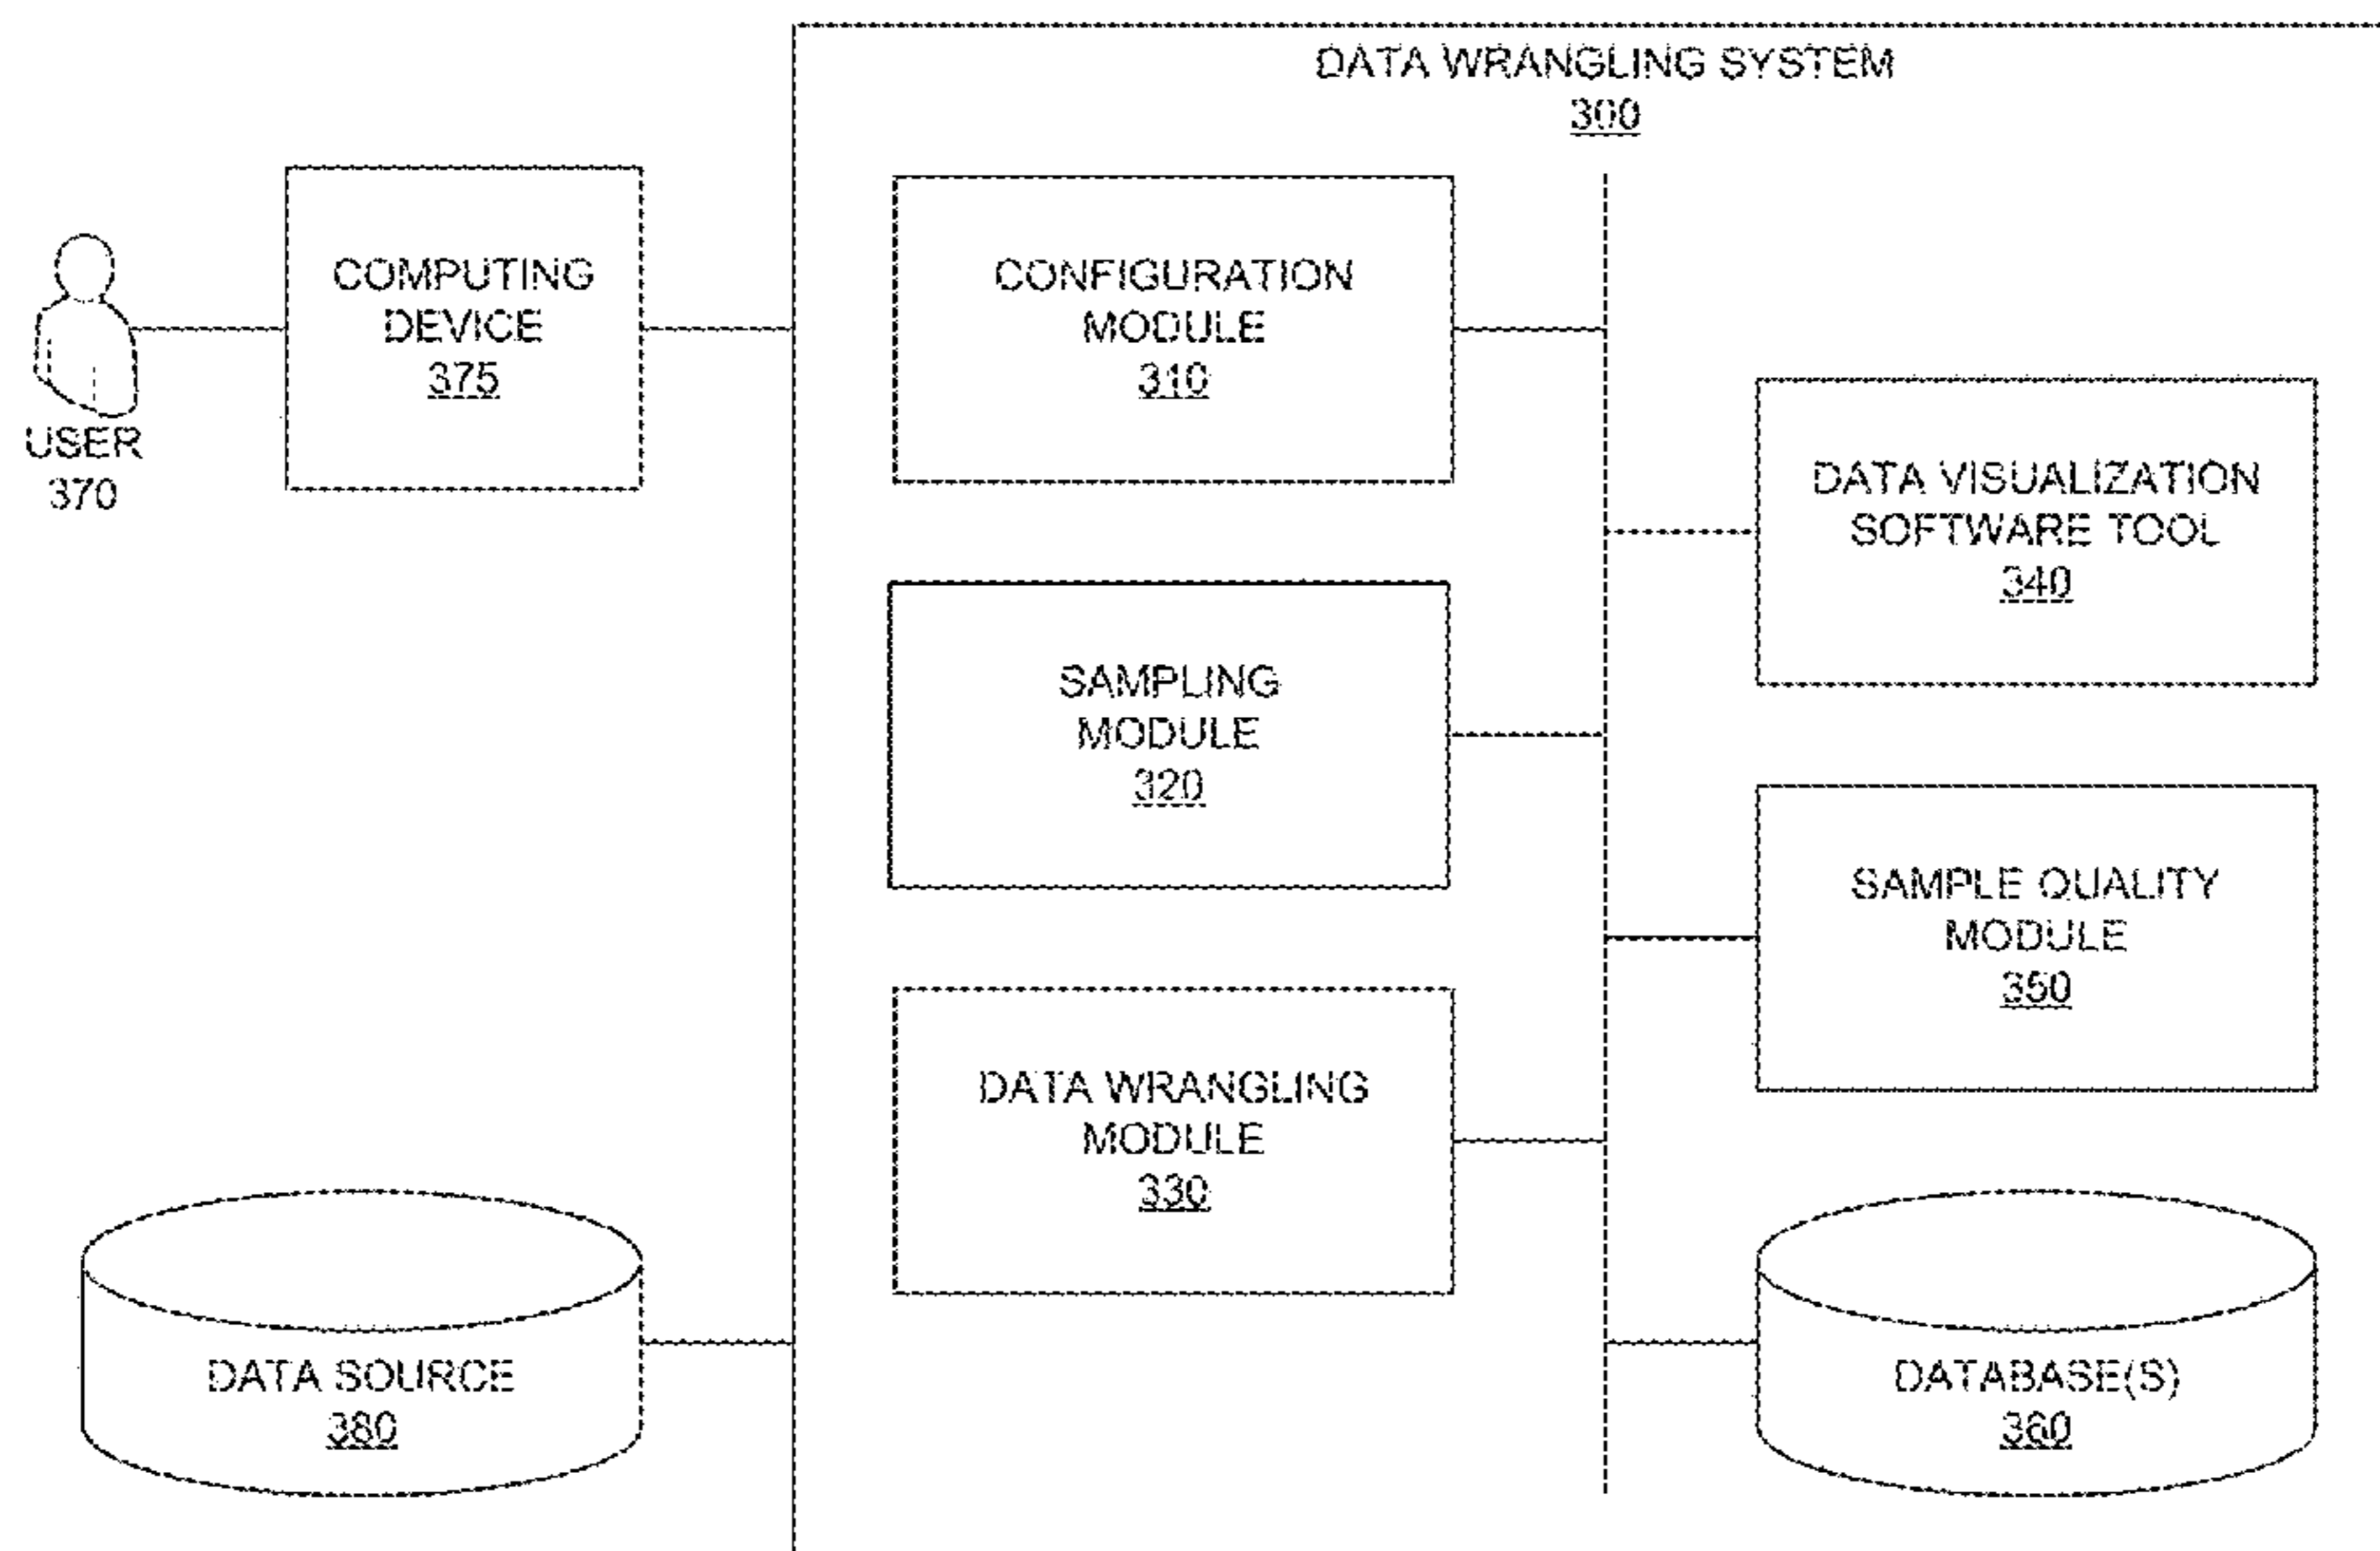 DATA WRANGLING SYSTEM
300
COMPUTING
DEVICE
375
USER
370
CONFIGURATION
MODULE
310
DATA VISUALIZATION
SOFTWARE TOOL
340
SAMPLING
MODULE
320
SAMPLE QUALITY
MODULE
350
DATA WRANGLING
MODULE
330
DATA SOURCE
380
DATABASE(S)
360